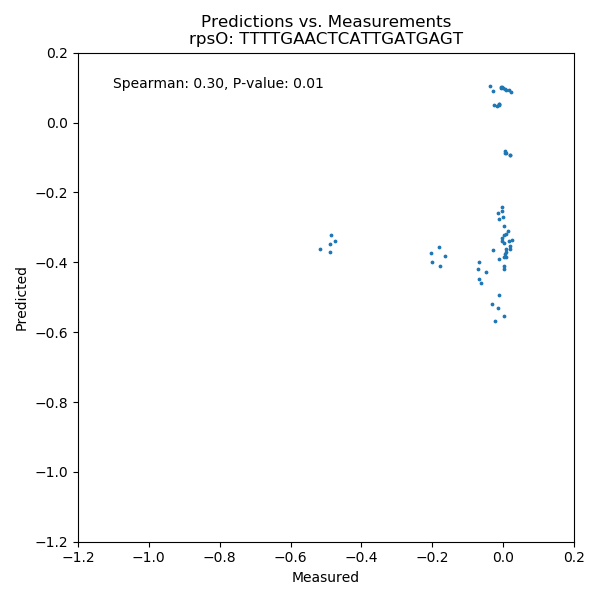 Predictions vs. Measurements
rpsO: TTTTGAACTCATTGATGAGT
Spearman: 0.30, P-value: 0.01
0.2
0.0
−0.2
−0.4
−0.6
−0.8
−1.0
−1.2
Predicted
−1.2 −1.0 −0.8 −0.6 −0.4 −0.2 0.0 0.2
Measured